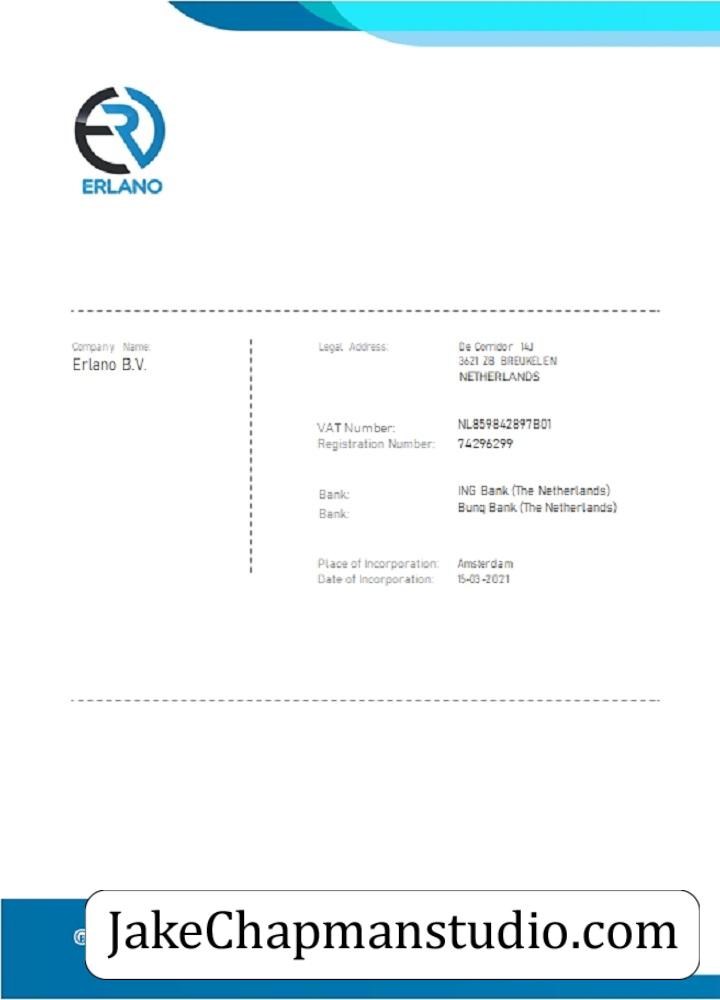 ERLANO
Company Name:
Erlano B.V.
Legal Address:
De Corridor 14J
3621 ZB BREUKELEN
NETHERLANDS
VAT Number:
NL859842897B01
Registration Number:
74296299
Bank:
ING Bank (The Netherlands)
Bank:
Bunq Bank (The Netherlands)
Place of Incorporation:
Amsterdam
Date of Incorporation:
15-03-2021
JakeChapmanstudio.com